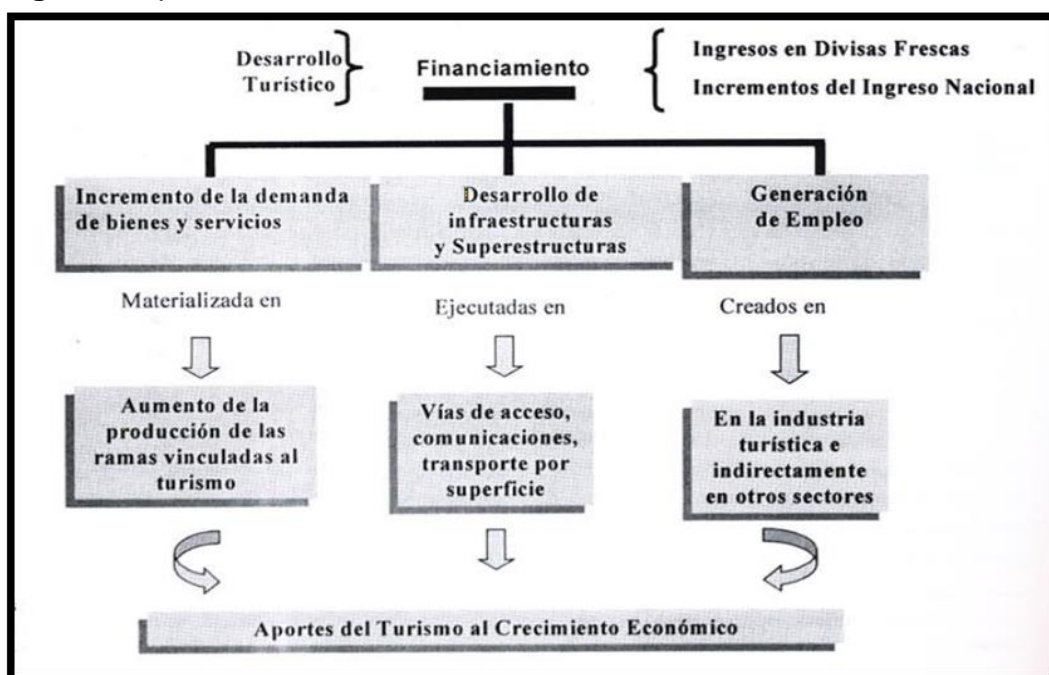 Desarrollo
Turístico
Financiamiento
Ingresos en Divisas Frescas
Incrementos del Ingreso Nacional
Incremento de la demanda
de bienes y servicios
Desarrollo de
infraestructuras
y Superestructuras
Generación
de Empleo
Materializada en
Ejecutadas en
Creados en
Aumento de la
producción de las
ramas vinculadas al
turismo
Vías de acceso,
comunicaciones,
transporte por
superficie
En la industria
turística e
indirectamente
en otros sectores
Aportes del Turismo al Crecimiento Económico